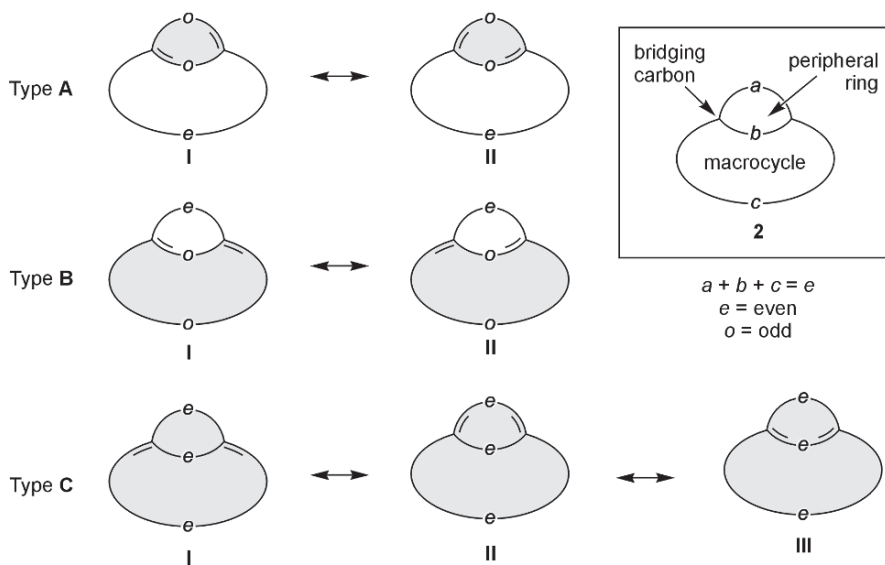 o
o
e
I
o
o
e
II
Type A
e
o
o
I
e
o
o
II
Type B
e
e
e
I
e
e
e
II
e
e
e
III
Type C
bridging
carbon
peripheral
ring
a
b
macrocycle
c
2
a + b + c = e
e = even
o = odd